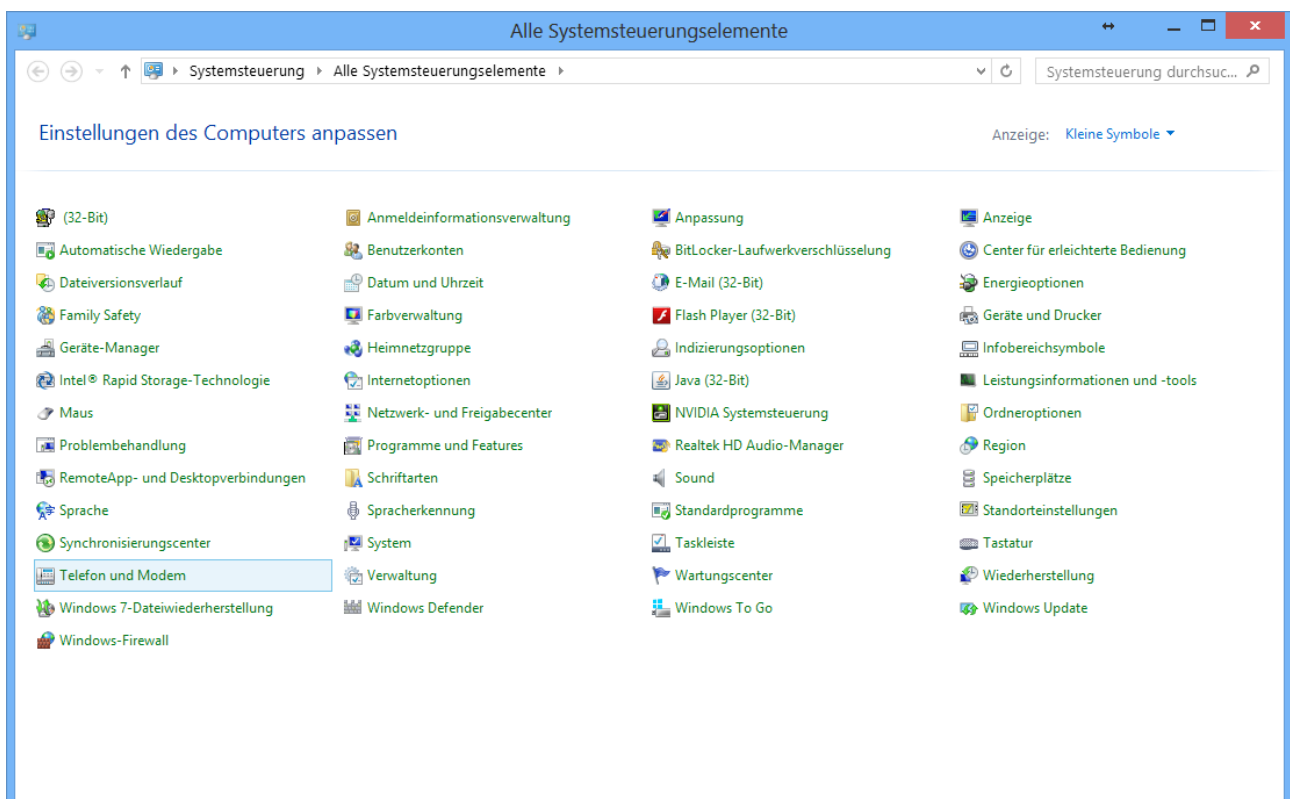 Alle Systemsteuerungselemente
Systemsteuerung Alle Systemsteuerungselemente Systemsteuerung durchsuc...
Einstellungen des Computers anpassen Anzeige: Kleine Symbole
(32-Bit) Anmeldeinformationsverwaltung Anpassung Anzeige
Automatische Wiedergabe Benutzerkonten BitLocker-Laufwerkverschlüsselung Center für erleichterte Bedienung
Dateiversionsverlauf Datum und Uhrzeit E-Mail (32-Bit) Energieoptionen
Family Safety Farbverwaltung Flash Player (32-Bit) Geräte und Drucker
Geräte-Manager Heimnetzgruppe Indizierungsoptionen Infobereichsymbole
Intel® Rapid Storage-Technologie Internetoptionen Java (32-Bit) Leistungsinformationen und -tools
Maus Netzwerk- und Freigabecenter NVIDIA Systemsteuerung Ordneroptionen
Problembehandlung Programme und Features Realtek HD Audio-Manager Region
RemoteApp- und Desktopverbindungen Schriftarten Sound Speicherplätze
Sprache Spracherkennung Standardprogramme Standorteinstellungen
Synchronisierungscenter System Taskleiste Tastatur
Telefon und Modem Verwaltung Wartungscenter Wiederherstellung
Windows 7-Dateiwiederherstellung Windows Defender Windows To Go Windows Update
Windows-Firewall